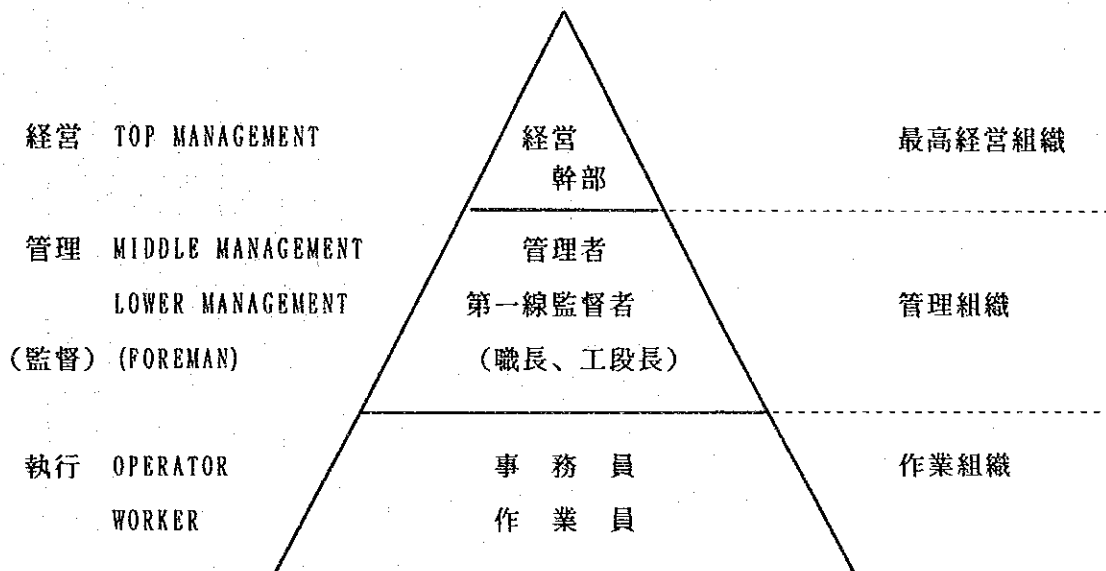 経営 TOP MANAGEMENT 経営 最高経営組織
幹部
管理 MIDDLE MANAGEMENT 管理者
LOWER MANAGEMENT 第一線監督者 管理組織
(監督) (FOREMAN) (職長、工段長)
執行 OPERATOR 事務員 作業組織
WORKER 作業員